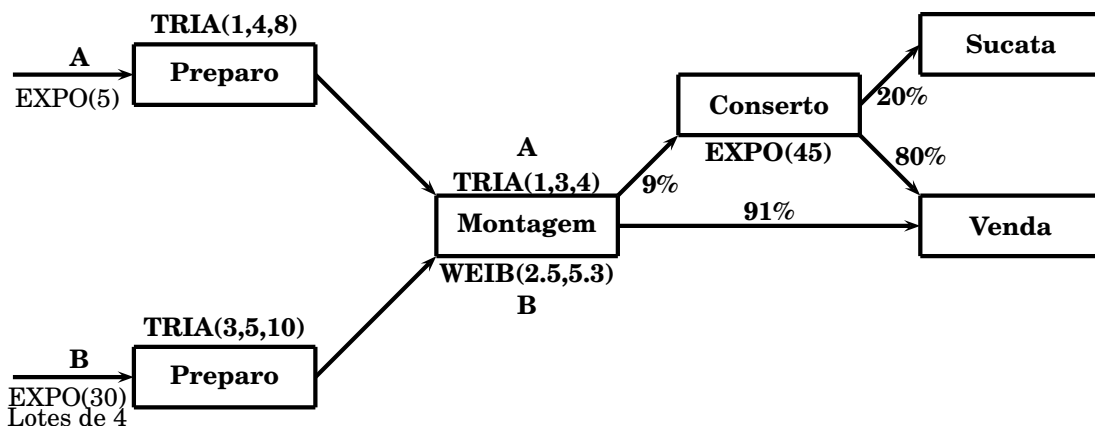 TRIA(1,4,8)
A
Preparo
EXPO(5)
Sucata
20%
Conserto
EXPO(45)
80%
A
TRIA(1,3,4)
9%
Montagem
91%
Venda
WEIB(2.5,5.3)
B
TRIA(3,5,10)
B
Preparo
EXPO(30)
Lotes de 4